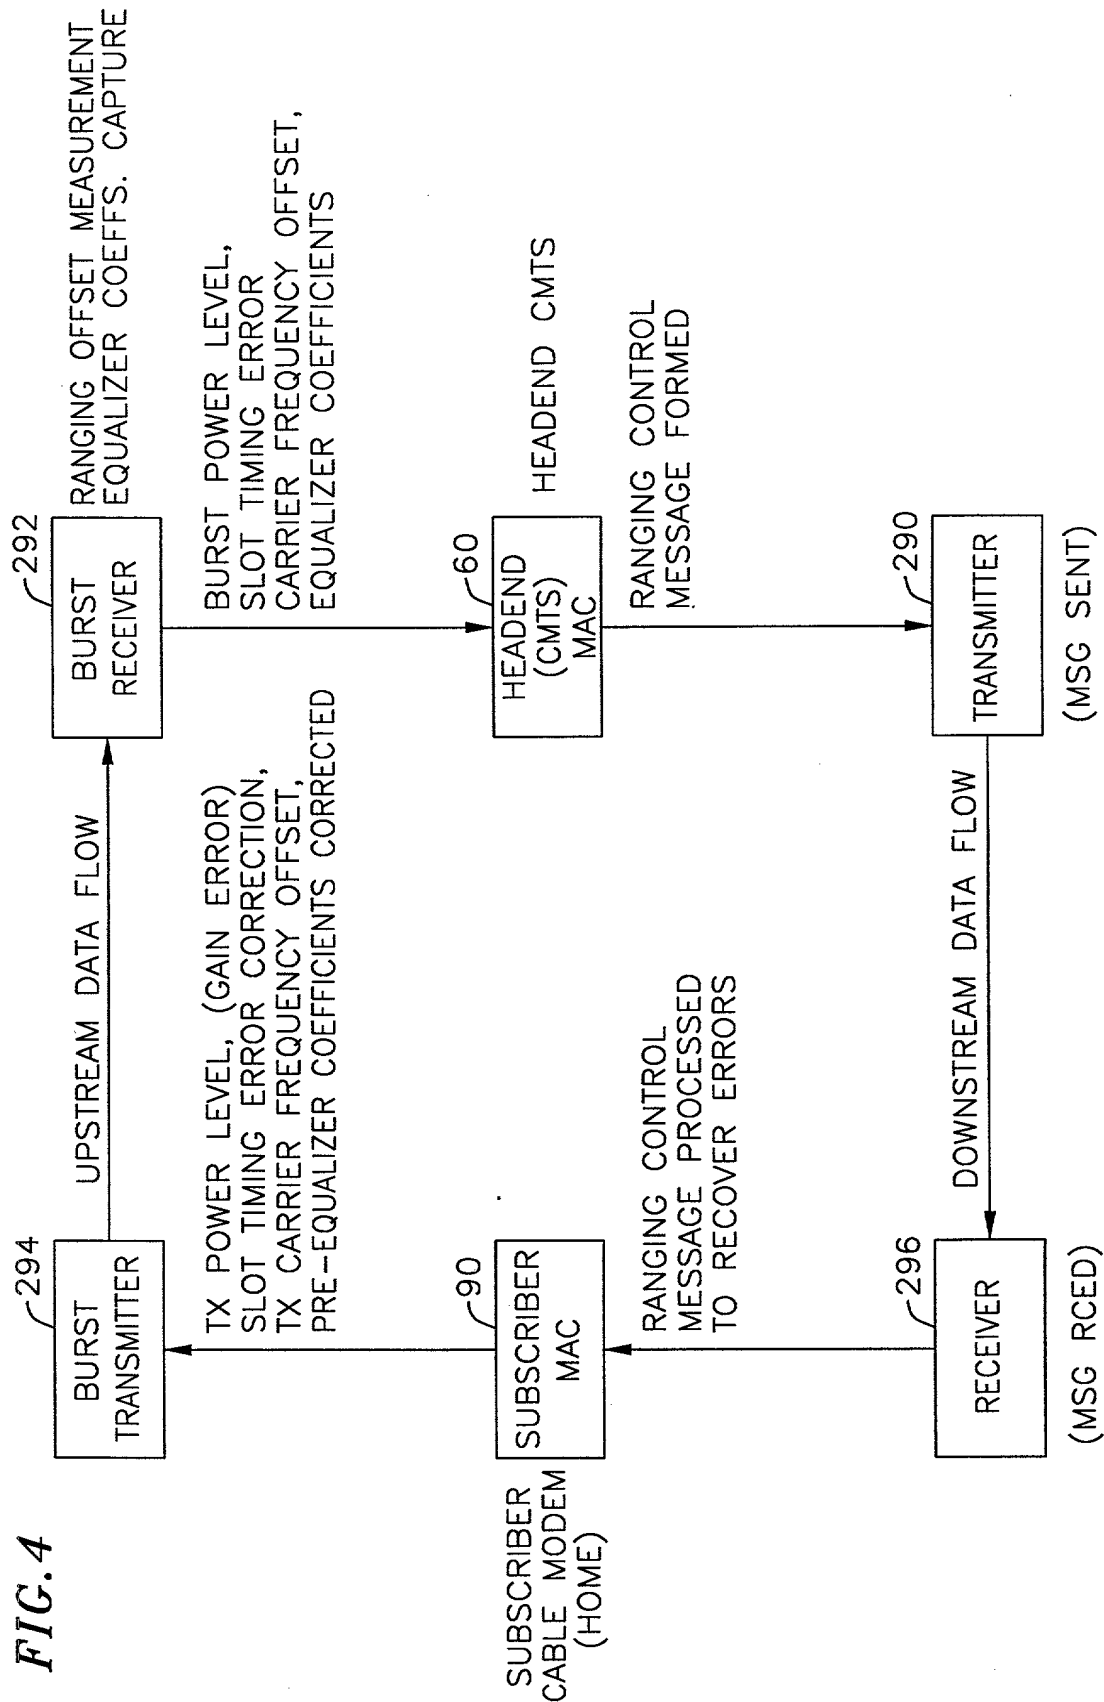 FIG.4
294
BURST
TRANSMITTER
UPSTREAM DATA FLOW
292
BURST
RECEIVER
RANGING OFFSET MEASUREMENT
EQUALIZER COEFFS. CAPTURE
TX POWER LEVEL, (GAIN ERROR)
SLOT TIMING ERROR CORRECTION,
TX CARRIER FREQUENCY OFFSET,
PRE-EQUALIZER COEFFICIENTS CORRECTED
BURST POWER LEVEL,
SLOT TIMING ERROR
CARRIER FREQUENCY OFFSET,
EQUALIZER COEFFICIENTS
SUBSCRIBER
CABLE MODEM
(HOME)
90
SUBSCRIBER
MAC
60
HEADEND
(CMTS)
MAC
HEADEND CMTS
RANGING CONTROL
MESSAGE PROCESSED
TO RECOVER ERRORS
RANGING CONTROL
MESSAGE FORMED
296
RECEIVER
(MSG RCED)
DOWNSTREAM DATA FLOW
290
TRANSMITTER
(MSG SENT)